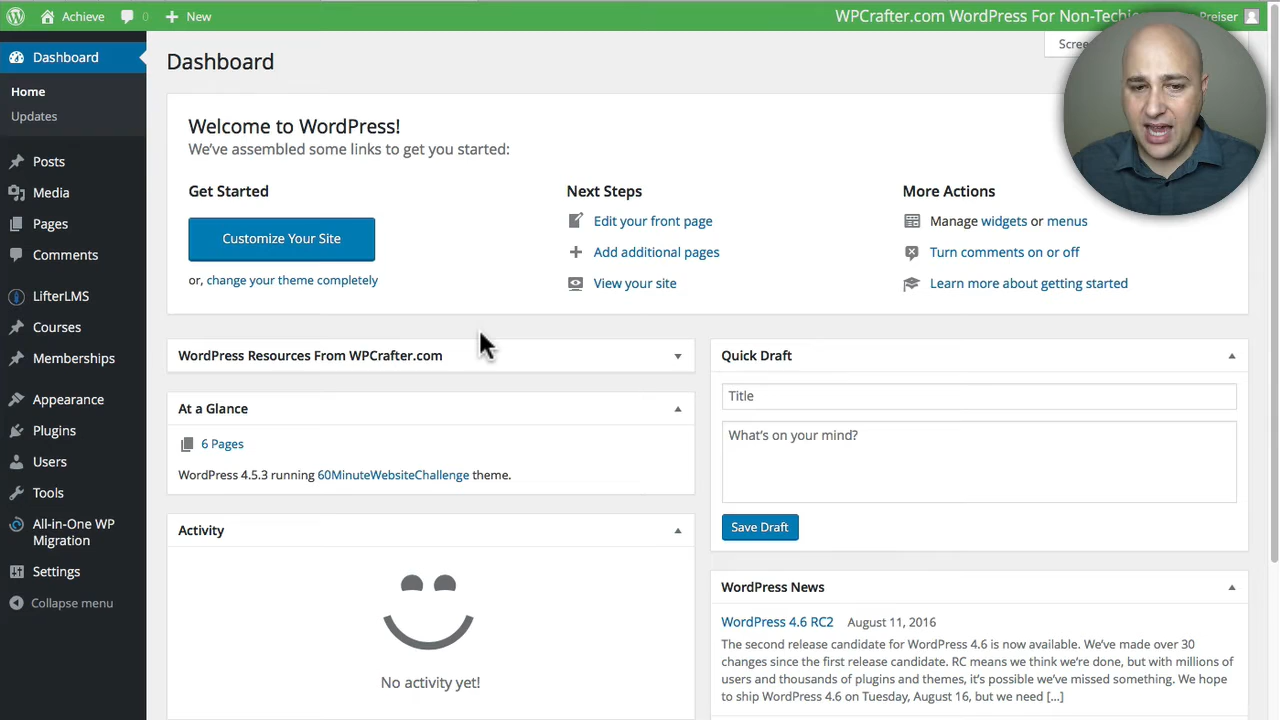 Achieve 0 New
WPCrafter.com WordPress For Non-Techie
Preiser
Dashboard
Home
Updates
Posts
Media
Pages
Comments
LifterLMS
Courses
Memberships
Appearance
Plugins
Users
Tools
All-in-One WP
Migration
Settings
Collapse menu
Dashboard
Welcome to WordPress!
We've assembled some links to get you started:
Get Started
Customize Your Site
or, change your theme completely
Next Steps
Edit your front page
Add additional pages
View your site
More Actions
Manage widgets or menus
Turn comments on or off
Learn more about getting started
WordPress Resources From WPCrafter.com
At a Glance
6 Pages
WordPress 4.5.3 running 60MinuteWebsiteChallenge theme.
Activity
No activity yet!
Quick Draft
Title
What's on your mind?
Save Draft
WordPress News
WordPress 4.6 RC2 August 11, 2016
The second release candidate for WordPress 4.6 is now available. We've made over 30
changes since the first release candidate. RC means we think we're done, but with millions of
users and thousands of plugins and themes, it's possible we've missed something. We hope
to ship WordPress 4.6 on Tuesday, August 16, but we need [...]